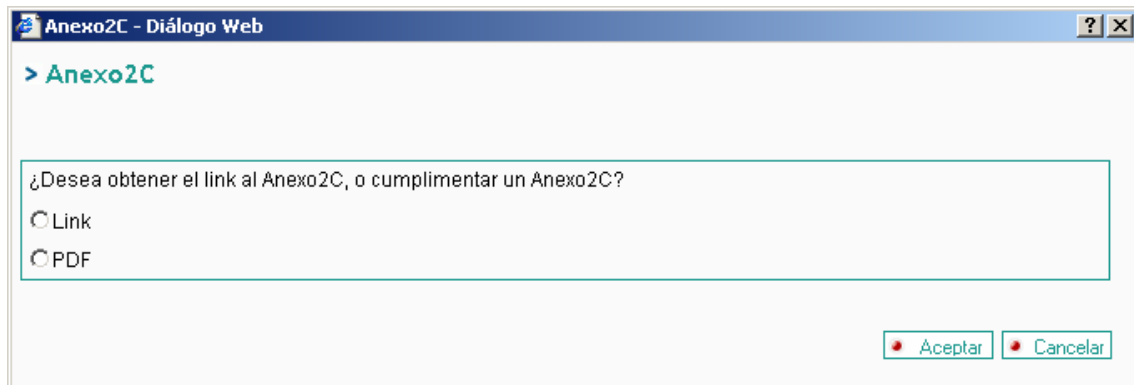 Anexo2C - Diálogo Web
> Anexo2C
¿Desea obtener el link al Anexo2C, o cumplimentar un Anexo2C?
Link
PDF
Aceptar Cancelar